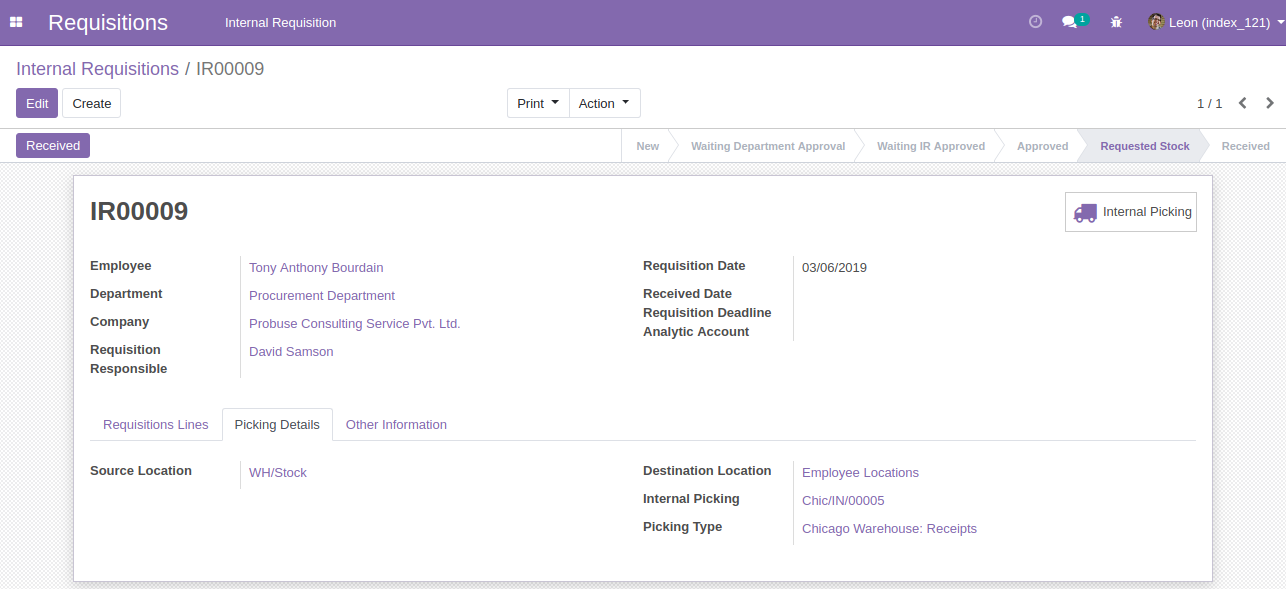 Requisitions Internal Requisition 1 Leon (index_121)
Internal Requisitions / IR00009
Edit Create Print Action 1 / 1
Received New Waiting Department Approval Waiting IR Approved Approved Requested Stock Received
IR00009 Internal Picking
Employee Tony Anthony Bourdain Requisition Date 03/06/2019
Department Procurement Department Received Date
Company Probuse Consulting Service Pvt. Ltd. Requisition Deadline
Analytic Account
Requisition David Samson
Responsible
Requisitions Lines Picking Details Other Information
Source Location WH/Stock Destination Location Employee Locations
Internal Picking Chic/IN/00005
Picking Type Chicago Warehouse: Receipts